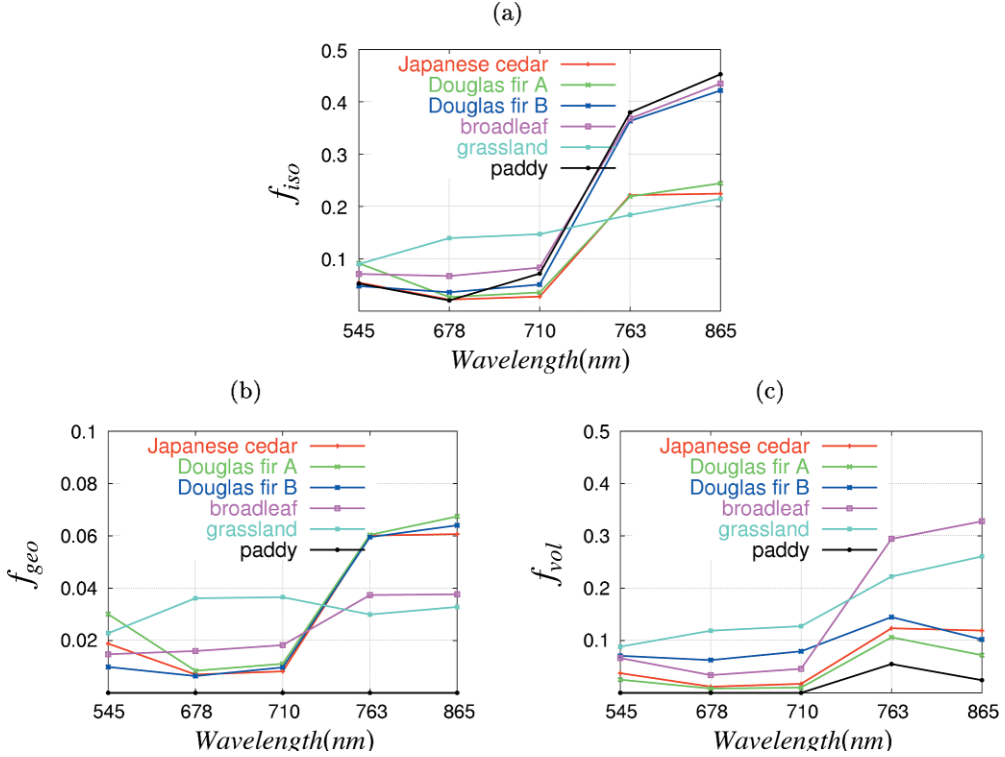 (a)
0.5
0.4
0.3
0.2
0.1
f_iso
Japanese cedar
Douglas fir A
Douglas fir B
broadleaf
grassland
paddy
545 678 710 763 865
Wavelength(nm)
(b)
0.1
0.08
0.06
0.04
0.02
f_geo
Japanese cedar
Douglas fir A
Douglas fir B
broadleaf
grassland
paddy
545 678 710 763 865
Wavelength(nm)
(c)
0.5
0.4
0.3
0.2
0.1
f_vol
Japanese cedar
Douglas fir A
Douglas fir B
broadleaf
grassland
paddy
545 678 710 763 865
Wavelength(nm)